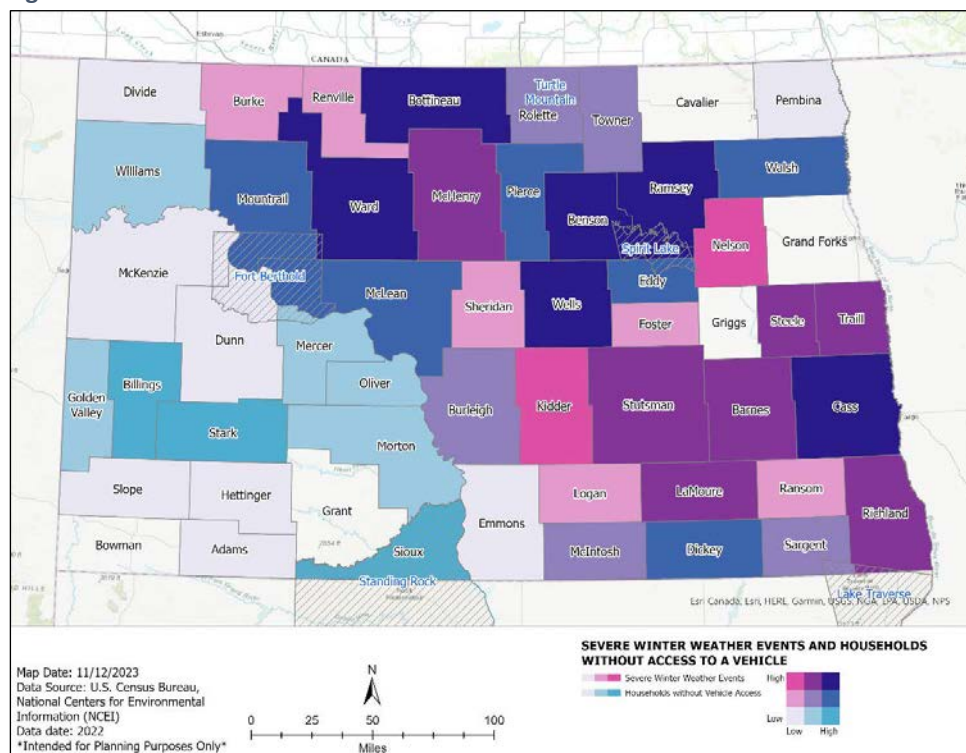 CANADA
Divide
Burke
Renville
Bottineau
Turtle
Mountain
Rolette
Towner
Cavalier
Pembina
Williams
Mountrail
Ward
McHenry
Pierce
Benson
Ramsey
Walsh
Spirit Lake
Nelson
Grand Forks
McKenzie
Fort Berthold
McLean
Sheridan
Wells
Eddy
Foster
Griggs
Steele
Traill
Dunn
Mercer
Oliver
Golden
Valley
Billings
Stark
Burleigh
Kidder
Stutsman
Barnes
Cass
Morton
Slope
Hettinger
Grant
Emmons
Logan
LaMoure
Ransom
Richland
Bowman
Adams
Sioux
McIntosh
Dickey
Sargent
Standing Rock
Lake Traverse
Esri Canada, Esri, HERE, Garmin, USGS, NGA, EPA, USDA, NPS
SEVERE WINTER WEATHER EVENTS AND HOUSEHOLDS
WITHOUT ACCESS TO A VEHICLE
Severe Winter Weather Events
Households without Vehicle Access
High
Low
Low High
Map Date: 11/12/2023
Data Source: U.S. Census Bureau,
National Centers for Environmental
Information (NCEI)
Data date: 2022
*Intended for Planning Purposes Only*
N
0 25 50 100
Miles